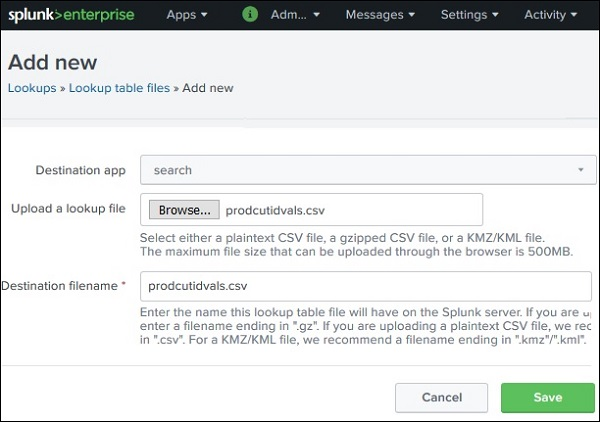 splunk>enterprise Apps Adm... Messages Settings Activity
Add new
Lookups » Lookup table files » Add new
Destination app search
Upload a lookup file Browse... prodcutidvals.csv
Select either a plaintext CSV file, a gzipped CSV file, or a KMZ/KML file.
The maximum file size that can be uploaded through the browser is 500MB.
Destination filename * prodcutidvals.csv
Enter the name this lookup table file will have on the Splunk server. If you are
enter a filename ending in ".gz". If you are uploading a plaintext CSV file, we
in ".csv". For a KMZ/KML file, we recommend a filename ending in ".kmz"/".kml".
Cancel Save